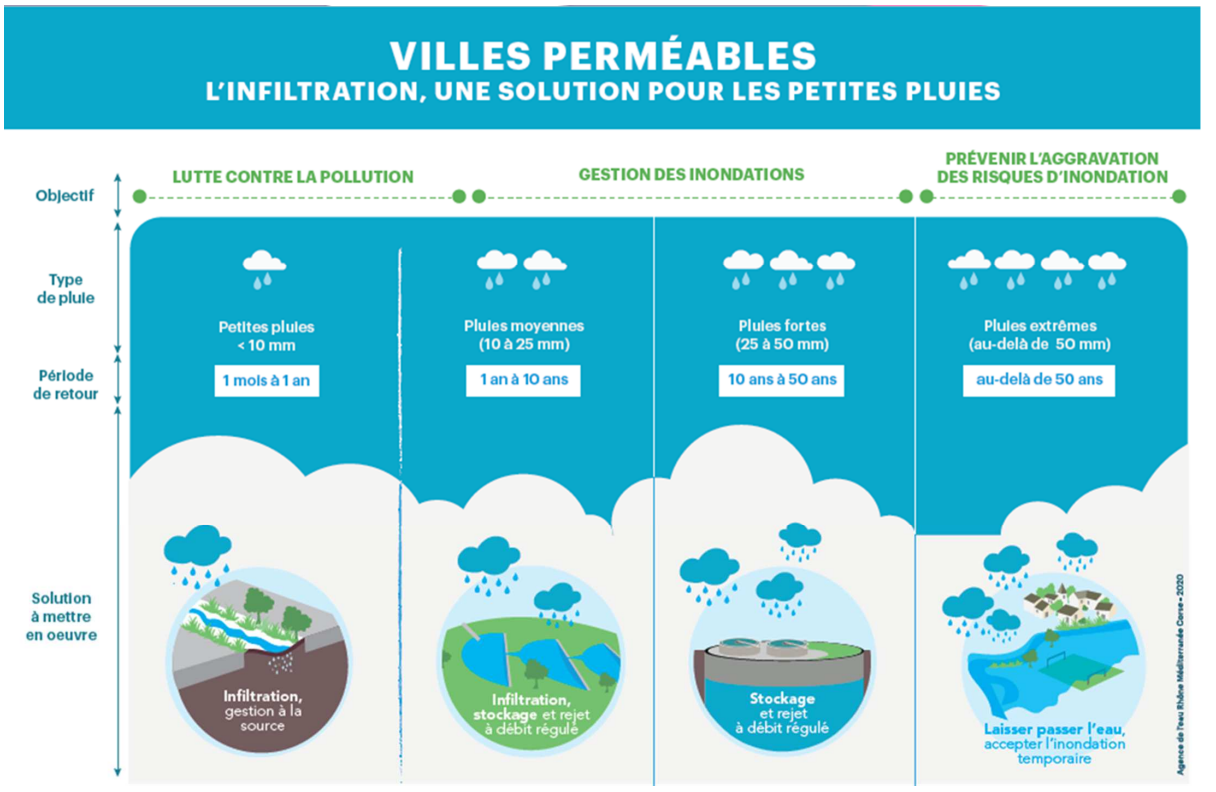 VILLES PERMÉABLES
L'INFILTRATION, UNE SOLUTION POUR LES PETITES PLUIES
Objectif
LUTTE CONTRE LA POLLUTION
GESTION DES INONDATIONS
PRÉVENIR L'AGGRAVATION
DES RISQUES D'INONDATION
Type
de pluie
Petites pluies
< 10 mm
Pluies moyennes
(10 à 25 mm)
Pluies fortes
(25 à 50 mm)
Pluies extrêmes
(au-delà de 50 mm)
Période
de retour
1 mois à 1 an
1 an à 10 ans
10 ans à 50 ans
au-delà de 50 ans
Solution
à mettre
en oeuvre
Infiltration,
gestion à la
source
Infiltration,
stockage et rejet
à débit régulé
Stockage
et rejet
à débit régulé
Laisser passer l'eau,
accepter l'inondation
temporaire
Agence de l'eau Rhône Méditerranée Corse • 2020